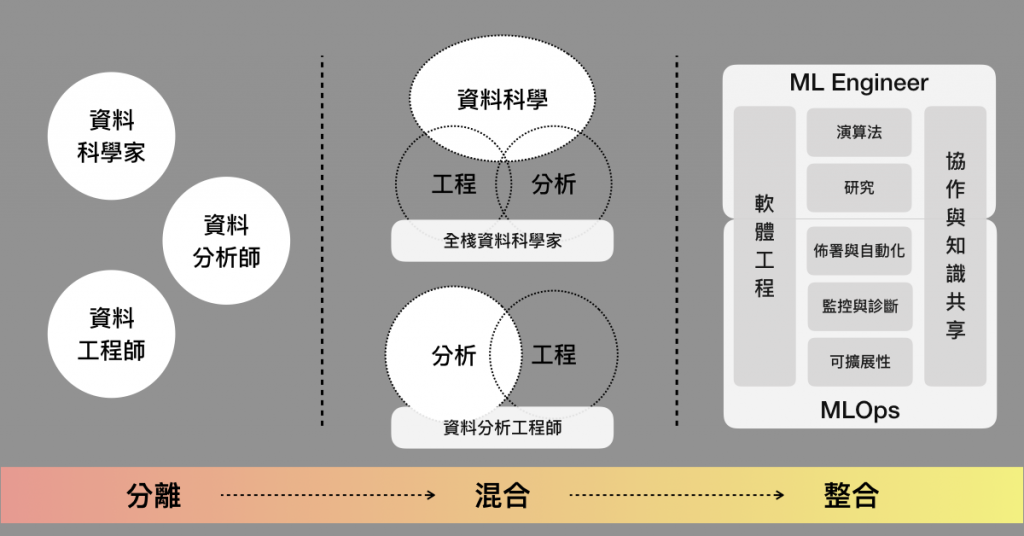 資料
科學家
資料
分析師
資料
工程師
資料科學
工程
分析
全棧資料科學家
分析
工程
資料分析工程師
ML Engineer
軟體工程
演算法
研究
佈署與自動化
監控與診斷
可擴展性
協作與知識共享
MLOps
分離
混合
整合